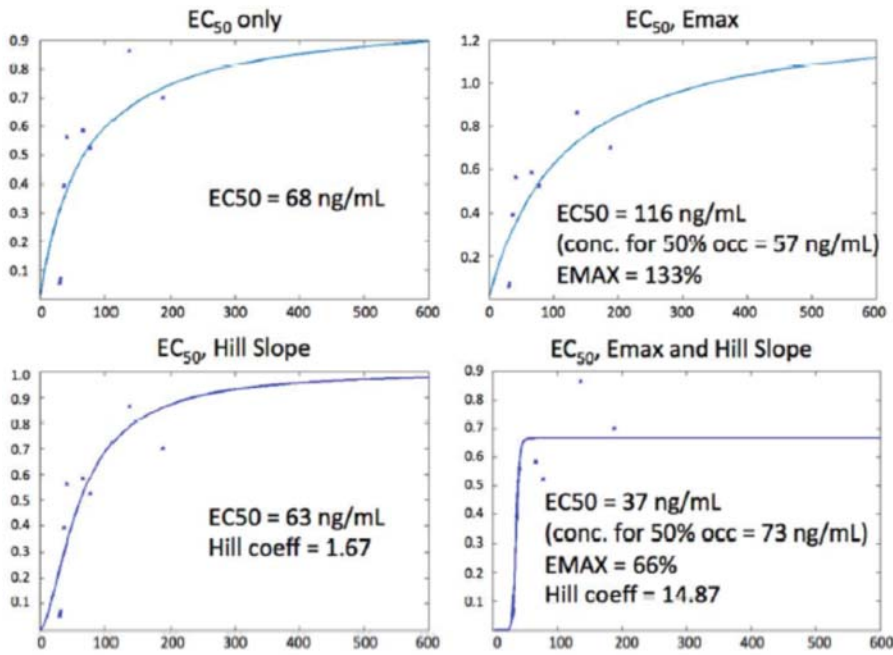 EC50 only
0.9
0.8
0.7
0.6
0.5
0.4
0.3
0.2
0.1
EC50 = 68 ng/mL
0 100 200 300 400 500 600
EC50, Emax
1.2
1.0
0.8
0.6
0.4
0.2
EC50 = 116 ng/mL
(conc. for 50% occ = 57 ng/mL)
EMAX = 133%
0 100 200 300 400 500 600
EC50, Hill Slope
1.0
0.9
0.8
0.7
0.6
0.5
0.4
0.3
0.2
0.1
EC50 = 63 ng/mL
Hill coeff = 1.67
0 100 200 300 400 500 600
EC50, Emax and Hill Slope
0.9
0.8
0.7
0.6
0.5
0.4
0.3
0.2
0.1
EC50 = 37 ng/mL
(conc. for 50% occ = 73 ng/mL)
EMAX = 66%
Hill coeff = 14.87
0 100 200 300 400 500 600